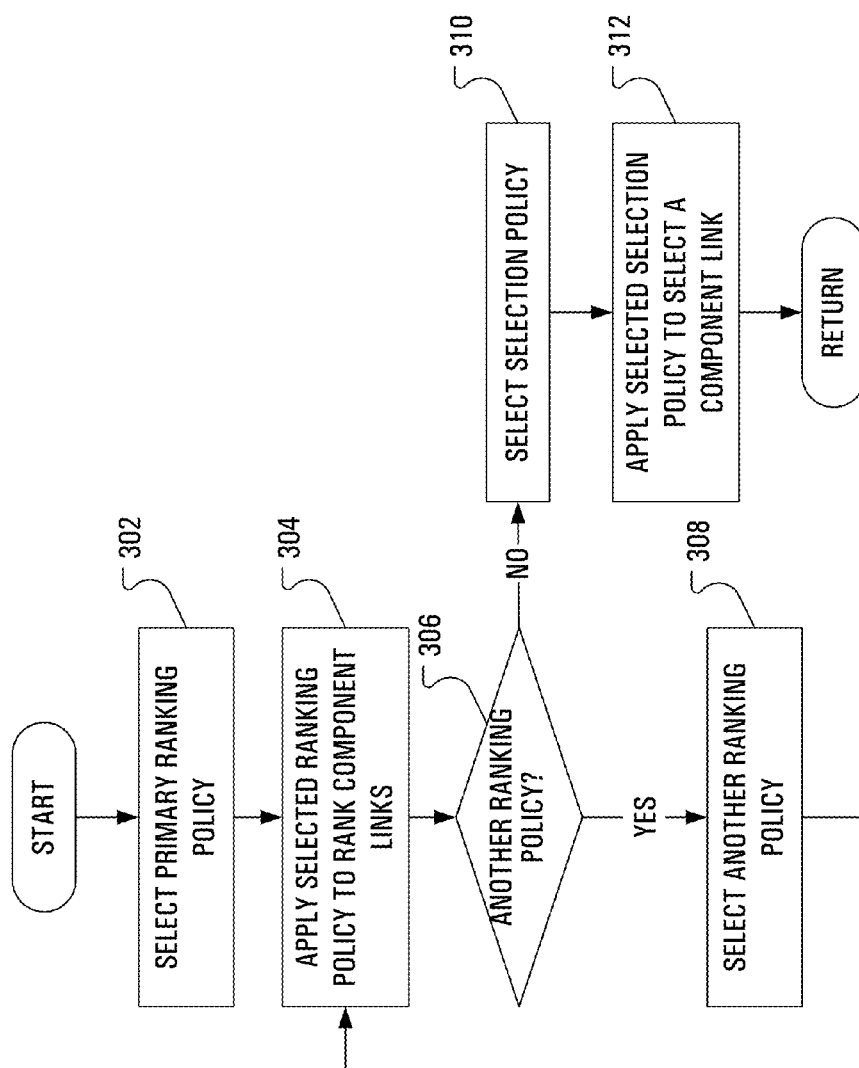 START
302
SELECT PRIMARY RANKING
POLICY
304
APPLY SELECTED RANKING
POLICY TO RANK COMPONENT
LINKS
306
ANOTHER RANKING
POLICY?
NO
YES
308
SELECT ANOTHER RANKING
POLICY
310
SELECT SELECTION POLICY
312
APPLY SELECTED SELECTION
POLICY TO SELECT A
COMPONENT LINK
RETURN